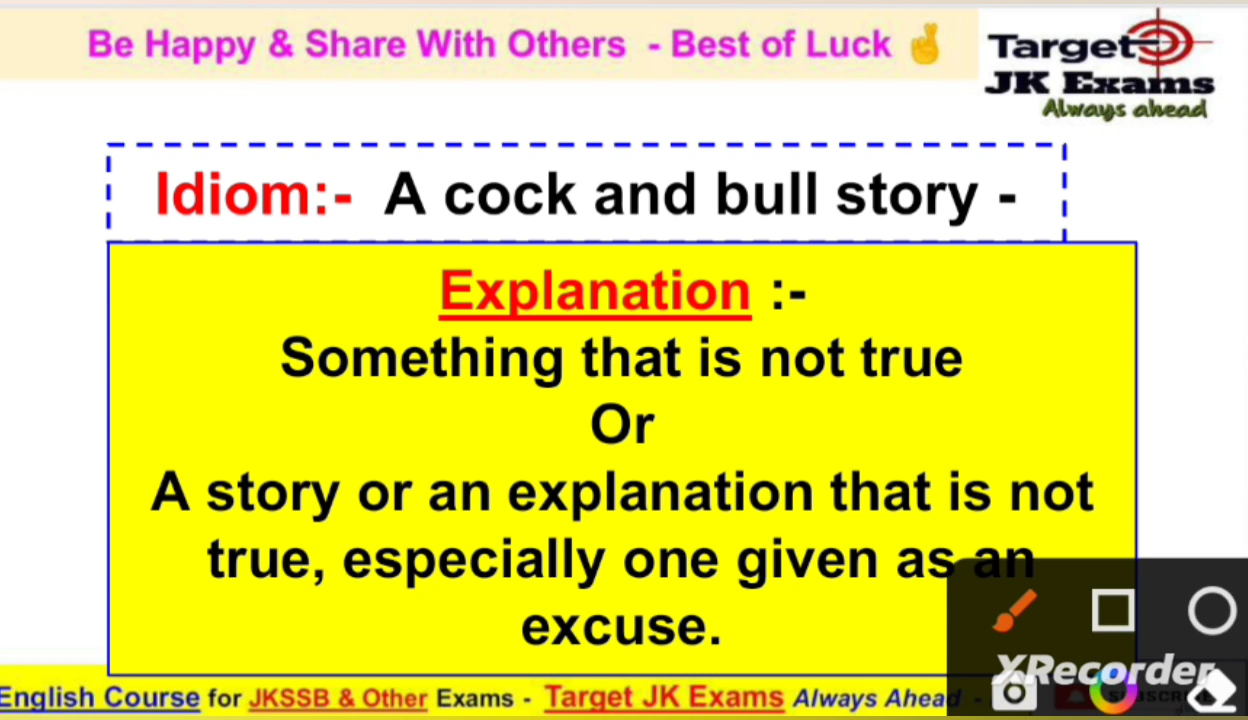 Be Happy & Share With Others - Best of Luck ✌
Target
JK Exams
Always ahead
Idiom:- A cock and bull story -
Explanation :-
Something that is not true
Or
A story or an explanation that is not
true, especially one given as an
excuse.
XRecorder
English Course for JKSSB & Other Exams - Target JK Exams Always Ahead -